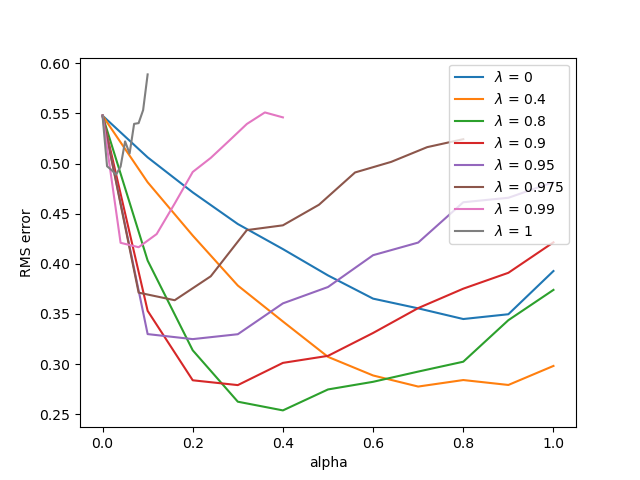 0.60
0.55
0.50
0.45
0.40
0.35
0.30
0.25
RMS error
0.0
0.2
0.4
0.6
0.8
1.0
alpha
λ = 0
λ = 0.4
λ = 0.8
λ = 0.9
λ = 0.95
λ = 0.975
λ = 0.99
λ = 1